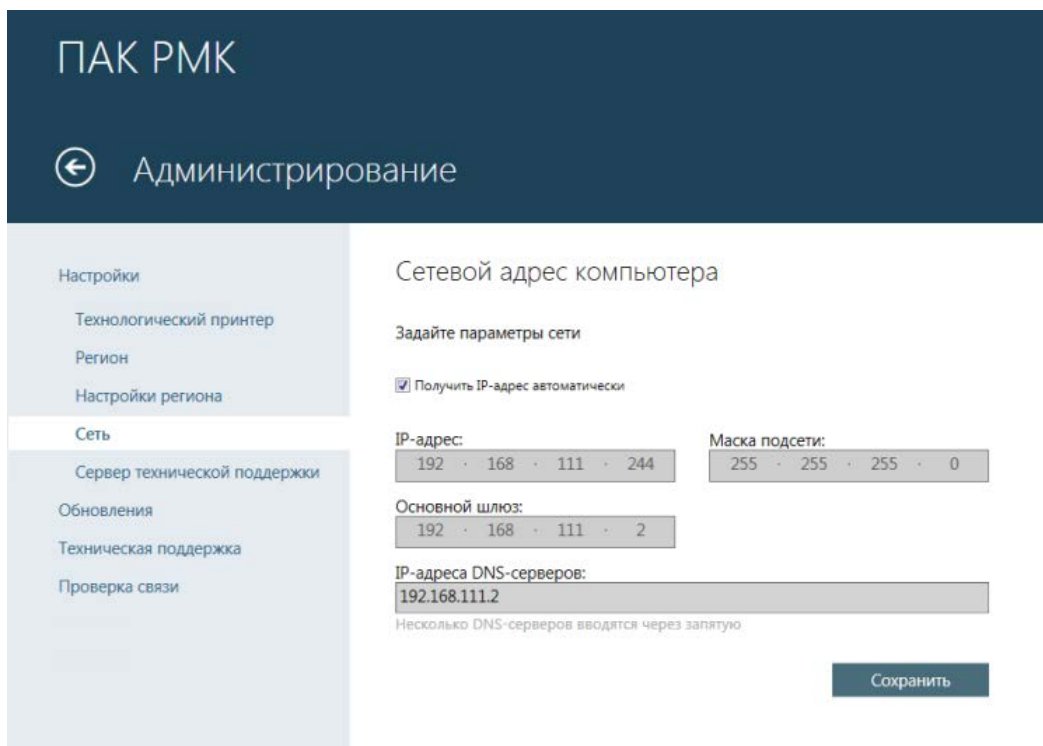 ПАК РМК
Администрирование
Настройки
Технологический принтер
Регион
Настройки региона
Сеть
Сервер технической поддержки
Обновления
Техническая поддержка
Проверка связи
Сетевой адрес компьютера
Задайте параметры сети
Получить IP-адрес автоматически
IP-адрес: Маска подсети:
192 · 168 · 111 · 244 255 · 255 · 255 · 0
Основной шлюз:
192 · 168 · 111 · 2
IP-адреса DNS-серверов:
192.168.111.2
Несколько DNS-серверов вводятся через запятую
Сохранить